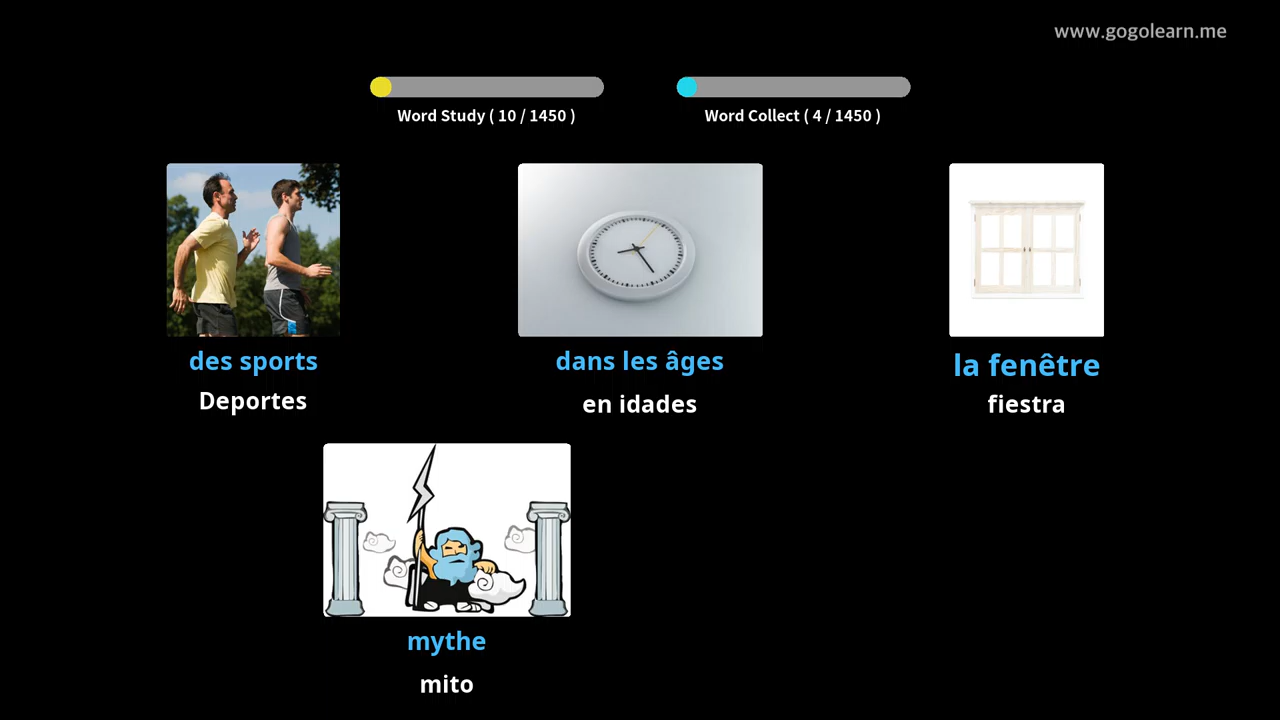 www.gogolearn.me
Word Study ( 10 / 1450 )
Word Collect ( 4 / 1450 )
des sports
Deportes
dans les âges
en idades
la fenêtre
fiestra
mythe
mito